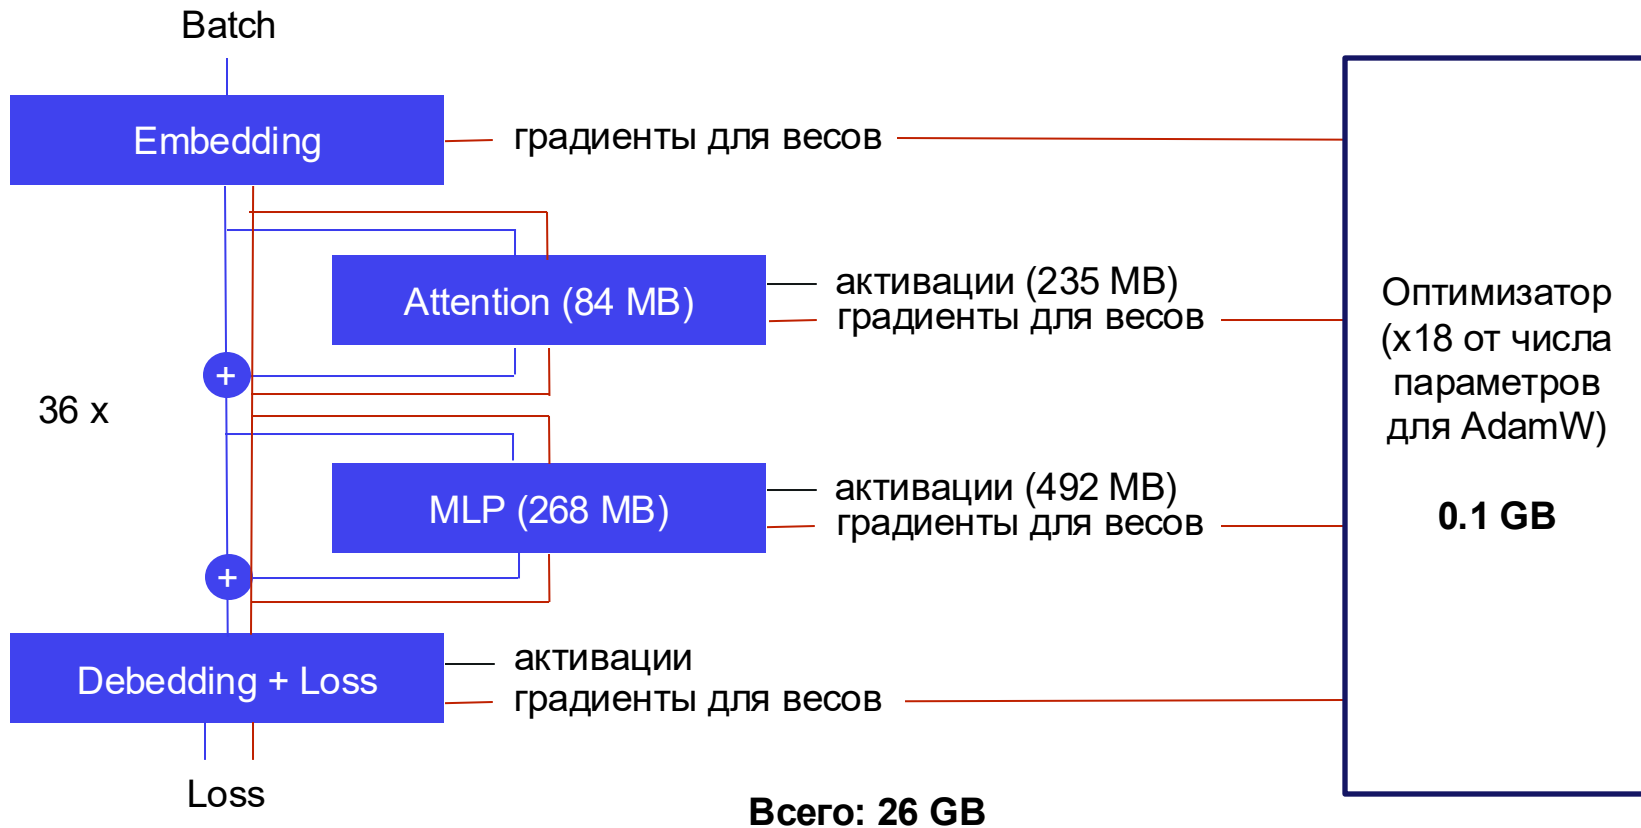 Batch
Embedding
градиенты для весов
Attention (84 MB)
активации (235 MB)
градиенты для весов
+
36 x
MLP (268 MB)
активации (492 MB)
градиенты для весов
+
Debedding + Loss
активации
градиенты для весов
Loss
Оптимизатор
(x18 от числа
параметров
для AdamW)
0.1 GB
Всего: 26 GB